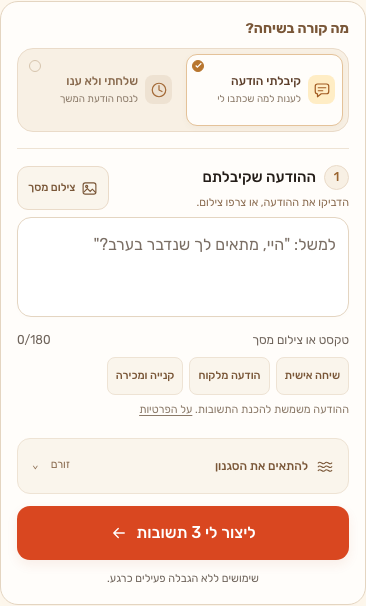 מה קורה בשיחה?
קיבלתי הודעה
לענות למה שכתבו לי
שלחתי ולא ענו
לנסח הודעת המשך
1
ההודעה שקיבלתם
הדביקו את ההודעה, או צרפו צילום.
צילום מסך
למשל: "היי, מתאים לך שנדבר בערב?"
טקסט או צילום מסך
0/180
שיחה אישית
הודעה מלקוח
קנייה ומכירה
ההודעה משמשת להכנת התשובות. על הפרטיות
להתאים את הסגנון
זורם
ליצור לי 3 תשובות ←
שימושים ללא הגבלה פעילים כרגע.